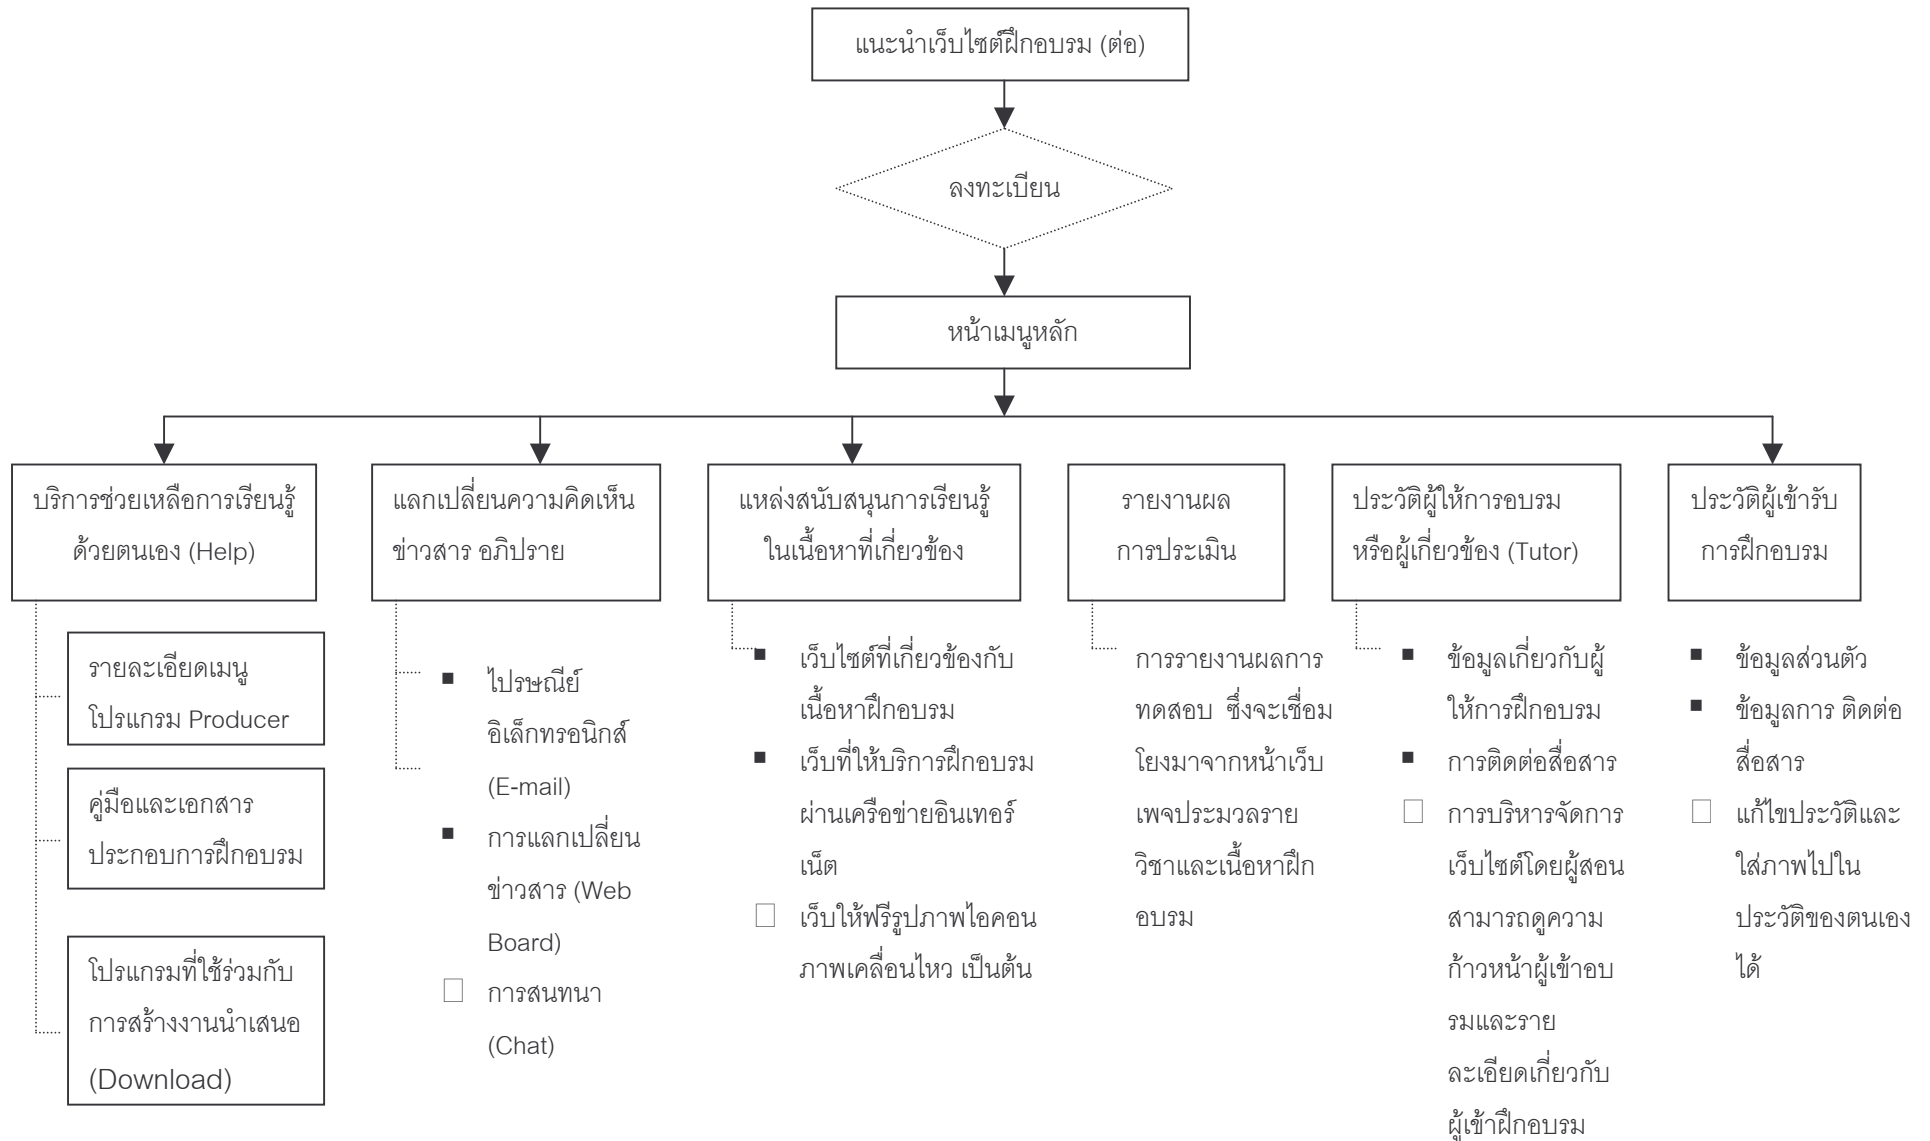 แนะนำเว็บไซต์ฝึกอบรม (ต่อ)
ลงทะเบียน
หน้าเมนูหลัก
บริการช่วยเหลือการเรียนรู้
ด้วยตนเอง (Help)
รายละเอียดเมนู
โปรแกรม Producer
คู่มือและเอกสาร
ประกอบการฝึกอบรม
โปรแกรมที่ใช้ร่วมกับ
การสร้างงานนำเสนอ
(Download)
แลกเปลี่ยนความคิดเห็น
ข่าวสาร อภิปราย
■ ไปรษณีย์
อิเล็กทรอนิกส์
(E-mail)
■ การแลกเปลี่ยน
ข่าวสาร (Web
Board)
□ การสนทนา
(Chat)
แหล่งสนับสนุนการเรียนรู้
ในเนื้อหาที่เกี่ยวข้อง
■ เว็บไซต์ที่เกี่ยวข้องกับ
เนื้อหาฝึกอบรม
■ เว็บที่ให้บริการฝึกอบรม
ผ่านเครือข่ายอินเทอร์
เน็ต
□ เว็บให้ฟรีรูปภาพไอคอน
ภาพเคลื่อนไหว เป็นต้น
รายงานผล
การประเมิน
การรายงานผลการ
ทดสอบ ซึ่งจะเชื่อม
โยงมาจากหน้าเว็บ
เพจประมวลราย
วิชาและเนื้อหาฝึก
อบรม
ประวัติผู้ให้การอบรม
หรือผู้เกี่ยวข้อง (Tutor)
■ ข้อมูลเกี่ยวกับผู้
ให้การฝึกอบรม
■ การติดต่อสื่อสาร
□ การบริหารจัดการ
เว็บไซต์โดยผู้สอน
สามารถดูความ
ก้าวหน้าผู้เข้าอบ
รมและราย
ละเอียดเกี่ยวกับ
ผู้เข้าฝึกอบรม
ประวัติผู้เข้ารับ
การฝึกอบรม
■ ข้อมูลส่วนตัว
■ ข้อมูลการ ติดต่อ
สื่อสาร
□ แก้ไขประวัติและ
ใส่ภาพไปใน
ประวัติของตนเอง
ได้